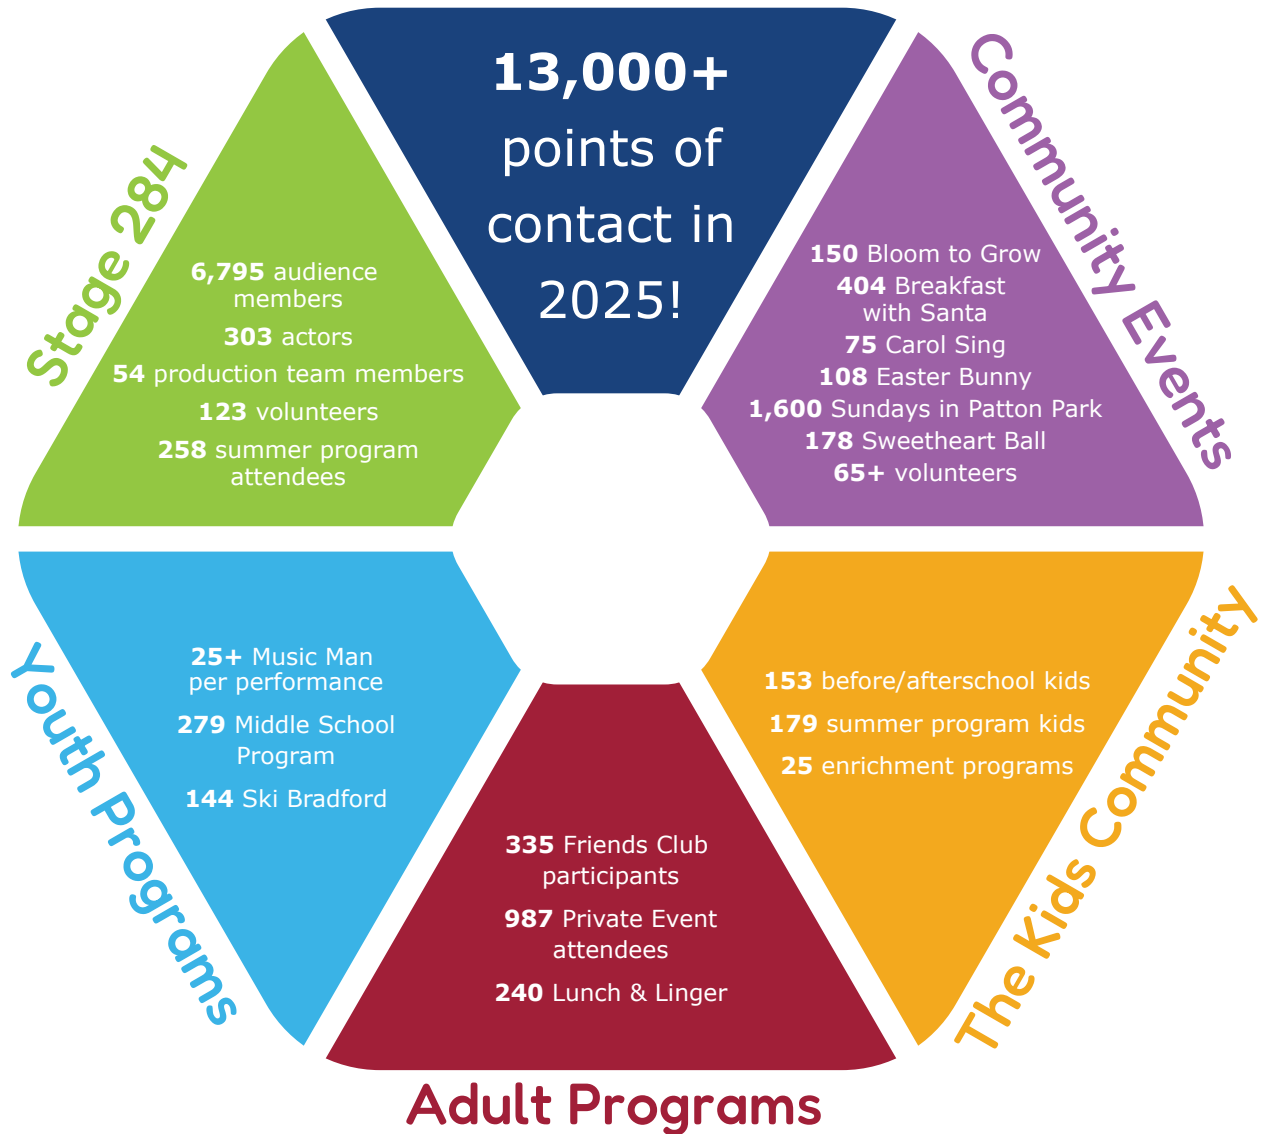 13,000+
points of
contact in
2025!
Community Events
150 Bloom to Grow
404 Breakfast
with Santa
75 Carol Sing
108 Easter Bunny
1,600 Sundays in Patton Park
178 Sweetheart Ball
65+ volunteers
The Kids Community
153 before/afterschool kids
179 summer program kids
25 enrichment programs
335 Friends Club
participants
987 Private Event
attendees
240 Lunch & Linger
Adult Programs
Youth Programs
25+ Music Man
per performance
279 Middle School
Program
144 Ski Bradford
Stage 284
6,795 audience
members
303 actors
54 production team members
123 volunteers
258 summer program
attendees